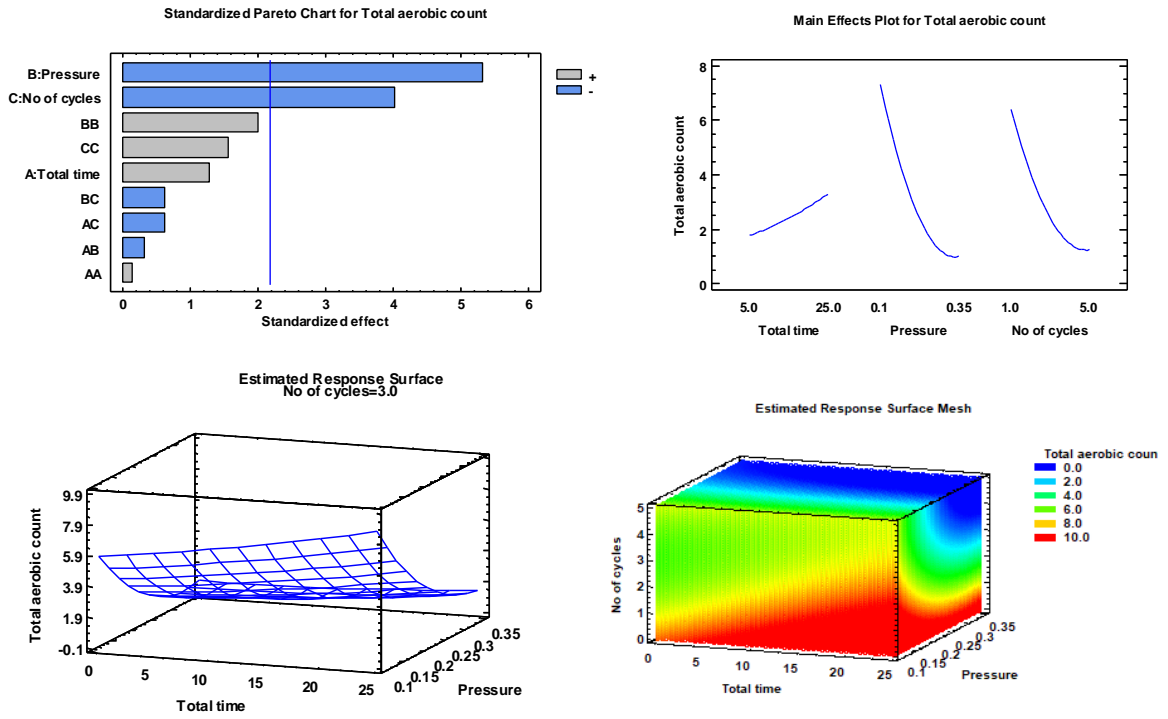 Standardized Pareto Chart for Total aerobic count
B:Pressure
C:No of cycles
BB
CC
A:Total time
BC
AC
AB
AA
0 1 2 3 4 5 6
Standardized effect
+
-
Main Effects Plot for Total aerobic count
8
6
4
2
0
Total aerobic count
5.0 25.0 0.1 0.35 1.0 5.0
Total time Pressure No of cycles
Estimated Response Surface
No of cycles=3.0
9.9
7.9
5.9
3.9
1.9
-0.1
Total aerobic count
0 5 10 15 20 25
Total time
0.1 0.15 0.2 0.25 0.3 0.35
Pressure
Estimated Response Surface Mesh
Total aerobic coun
0.0
2.0
4.0
6.0
8.0
10.0
5
4
3
2
1
0
No of cycles
0 5 10 15 20 25
Total time
0.1 0.15 0.2 0.25 0.3 0.35
Pressure